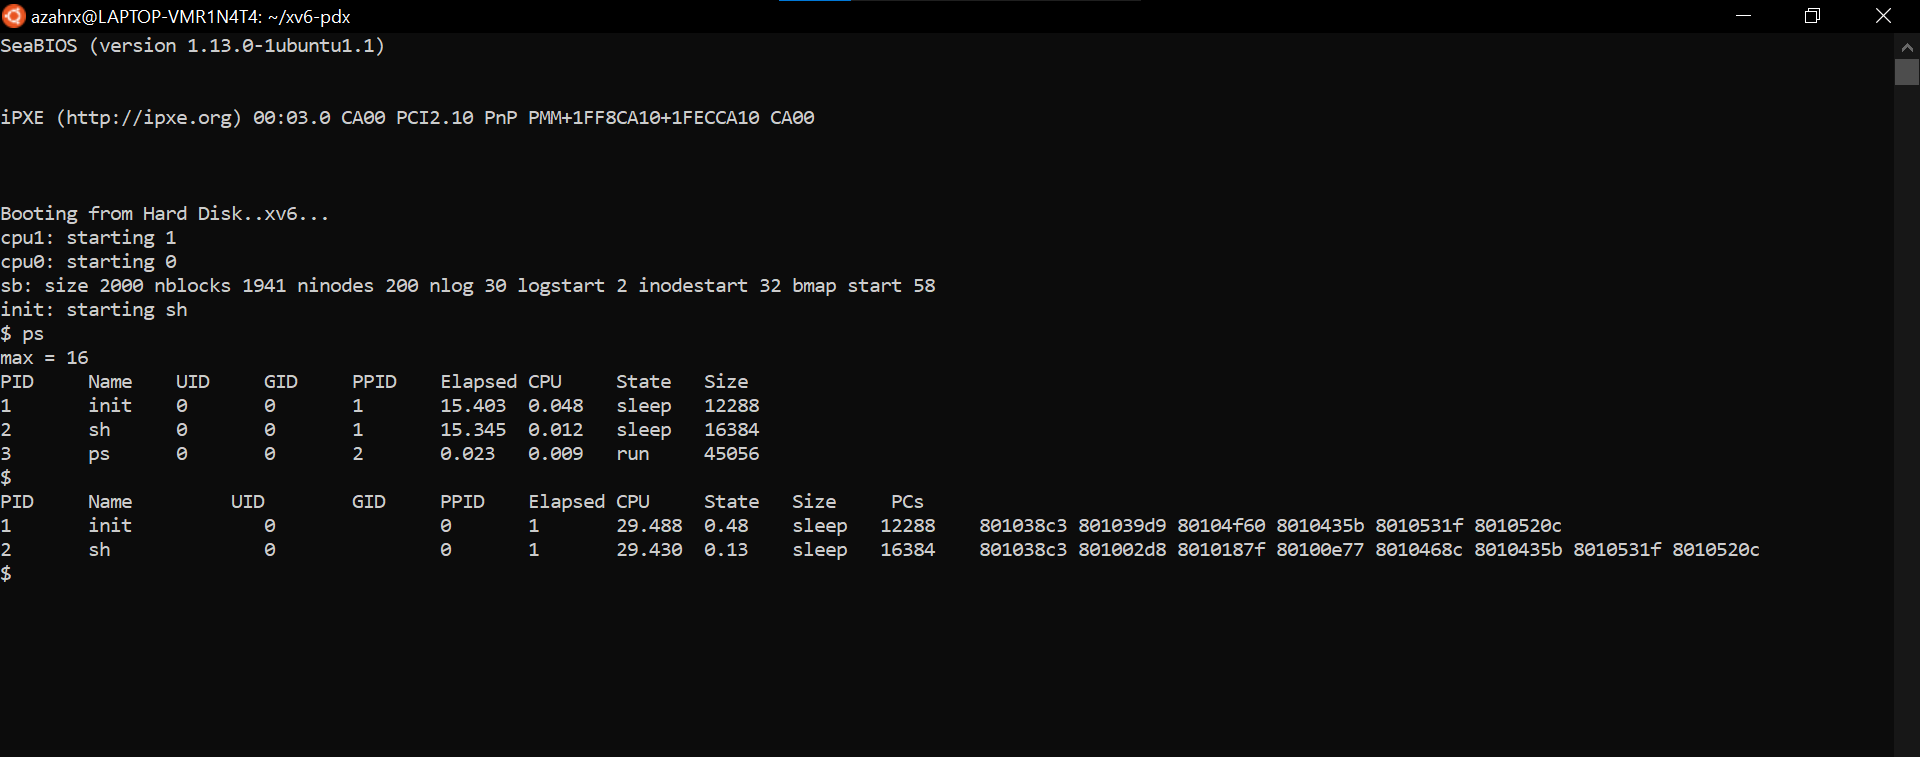 azahrx@LAPTOP-VMR1N4T4: ~/xv6-pdx
SeaBIOS (version 1.13.0-1ubuntu1.1)
iPXE (http://ipxe.org) 00:03.0 CA00 PCI2.10 PnP PMM+1FF8CA10+1FECCA10 CA00
Booting from Hard Disk..xv6...
cpu1: starting 1
cpu0: starting 0
sb: size 2000 nblocks 1941 ninodes 200 nlog 30 logstart 2 inodestart 32 bmap start 58
init: starting sh
$ ps
max = 16
PID     Name    UID     GID     PPID    Elapsed CPU     State   Size
1       init    0       0       1       15.403  0.048   sleep   12288
2       sh      0       0       1       15.345  0.012   sleep   16384
3       ps      0       0       2       0.023   0.009   run     45056
$
PID     Name         UID        GID     PPID    Elapsed CPU     State   Size     PCs
1       init            0               0       1       29.488  0.48    sleep   12288    801038c3 801039d9 80104f60 8010435b 8010531f 8010520c
2       sh              0               0       1       29.430  0.13    sleep   16384    801038c3 801002d8 8010187f 80100e77 8010468c 8010435b 8010531f 8010520c
$